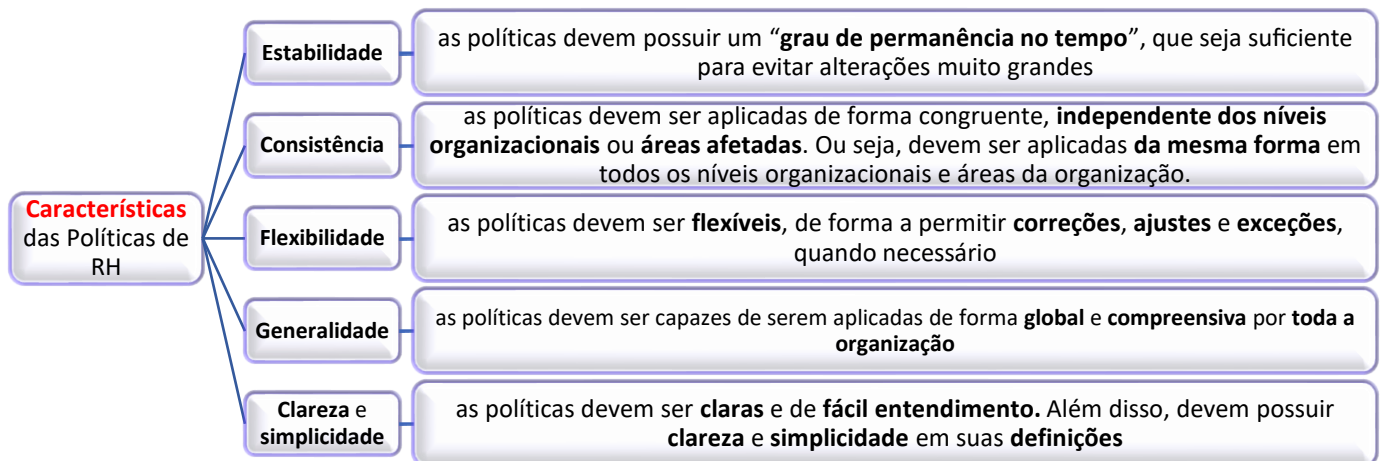 Características
das Políticas de
RH
Estabilidade
as políticas devem possuir um “grau de permanência no tempo”, que seja suficiente
para evitar alterações muito grandes
Consistência
as políticas devem ser aplicadas de forma congruente, independente dos níveis
organizacionais ou áreas afetadas. Ou seja, devem ser aplicadas da mesma forma em
todos os níveis organizacionais e áreas da organização.
Flexibilidade
as políticas devem ser flexíveis, de forma a permitir correções, ajustes e exceções,
quando necessário
Generalidade
as políticas devem ser capazes de serem aplicadas de forma global e compreensiva por toda a
organização
Clareza e
simplicidade
as políticas devem ser claras e de fácil entendimento. Além disso, devem possuir
clareza e simplicidade em suas definições